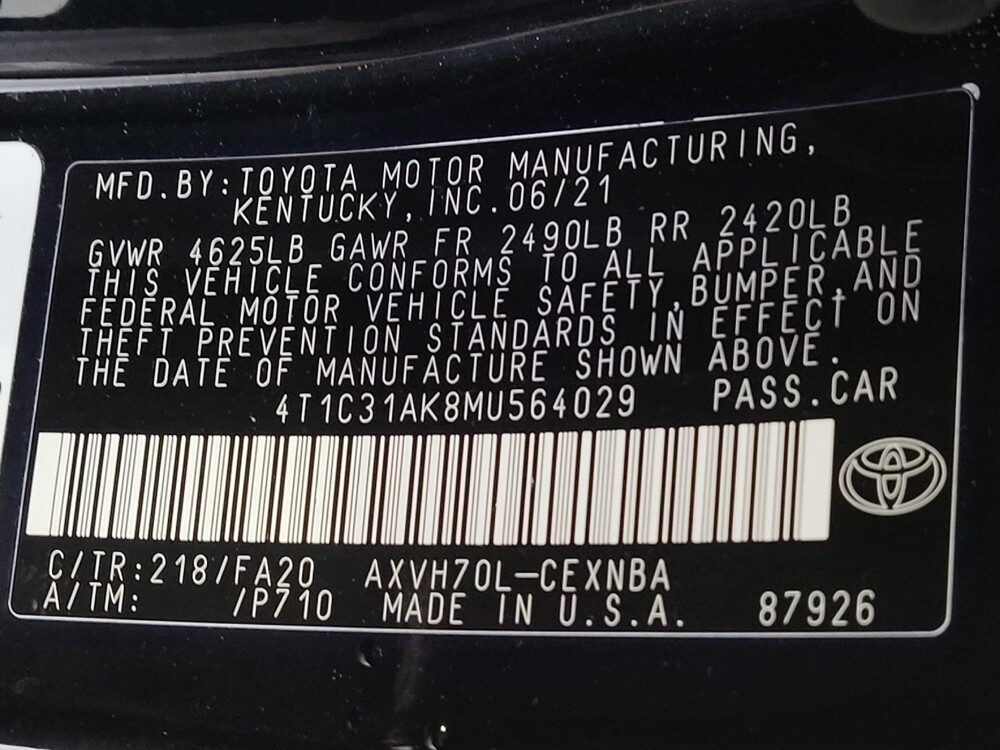 MFD.BY:TOYOTA MOTOR MANUFACTURING,
KENTUCKY,INC.06/21
GVWR 4625LB GAWR FR 2490LB RR 2420LB
THIS VEHICLE CONFORMS TO ALL APPLICABLE
FEDERAL MOTOR VEHICLE SAFETY,BUMPER,AND
THEFT PREVENTION STANDARDS IN EFFECT ON
THE DATE OF MANUFACTURE SHOWN ABOVE.
4T1C31AK8MU564029 PASS.CAR
C/TR:218/FA20 AXVH70L-CEXNBA
A/TM: /P710 MADE IN U.S.A. 87926